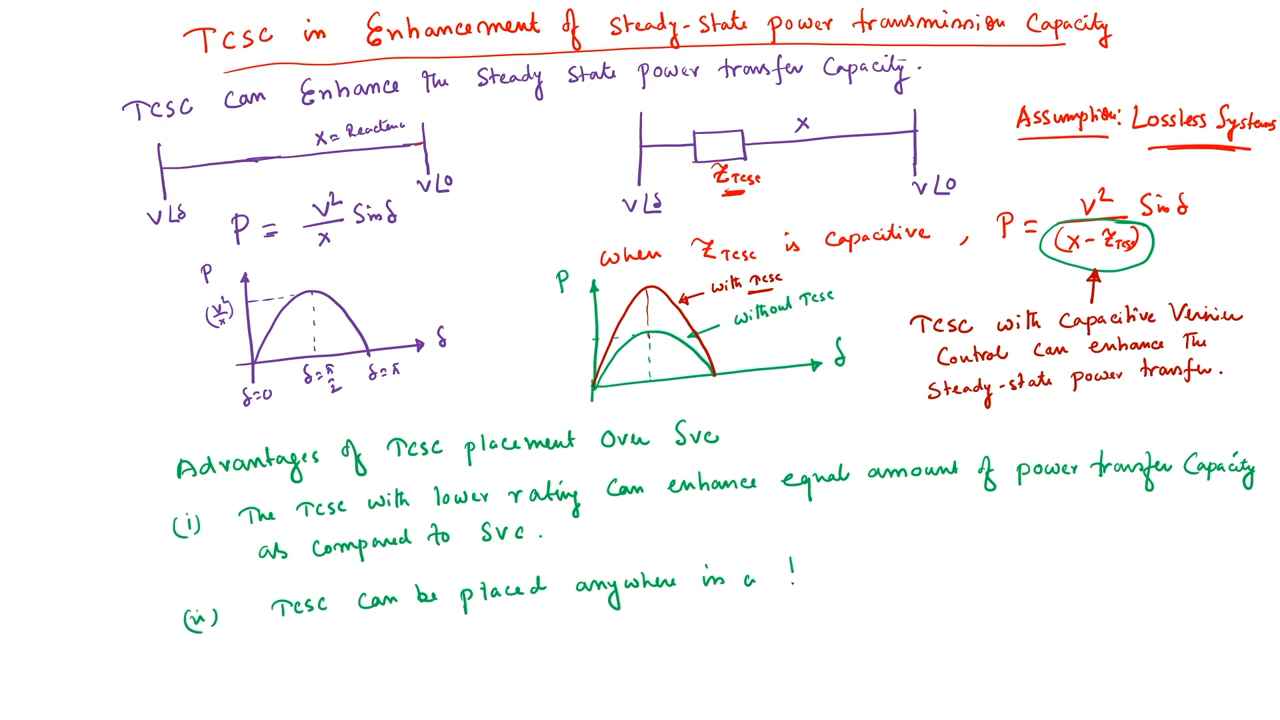 TCSC in Enhancement of Steady-State power transmission Capacity
TCSC can Enhance the Steady State power transfer Capacity.
x = Reactance
V∠δ
V∠0
P = V²/x Sinδ
P
(V²/x)
δ=0
δ=π/2
δ=π
δ
x
Z̃TCSC
V∠δ
V∠0
Assumption: Lossless Systems
when Z̃TCSC is capacitive, P = V²/(x - Z̃TCSC) Sinδ
P
with TCSC
without TCSC
δ
TCSC with Capacitive Vernier
Control can enhance The
Steady-state power transfer.
Advantages of TCSC placement over SVC
(i) The TCSC with lower rating can enhance equal amount of power transfer Capacity
as compared to SVC.
(ii) TCSC can be placed anywhere in a